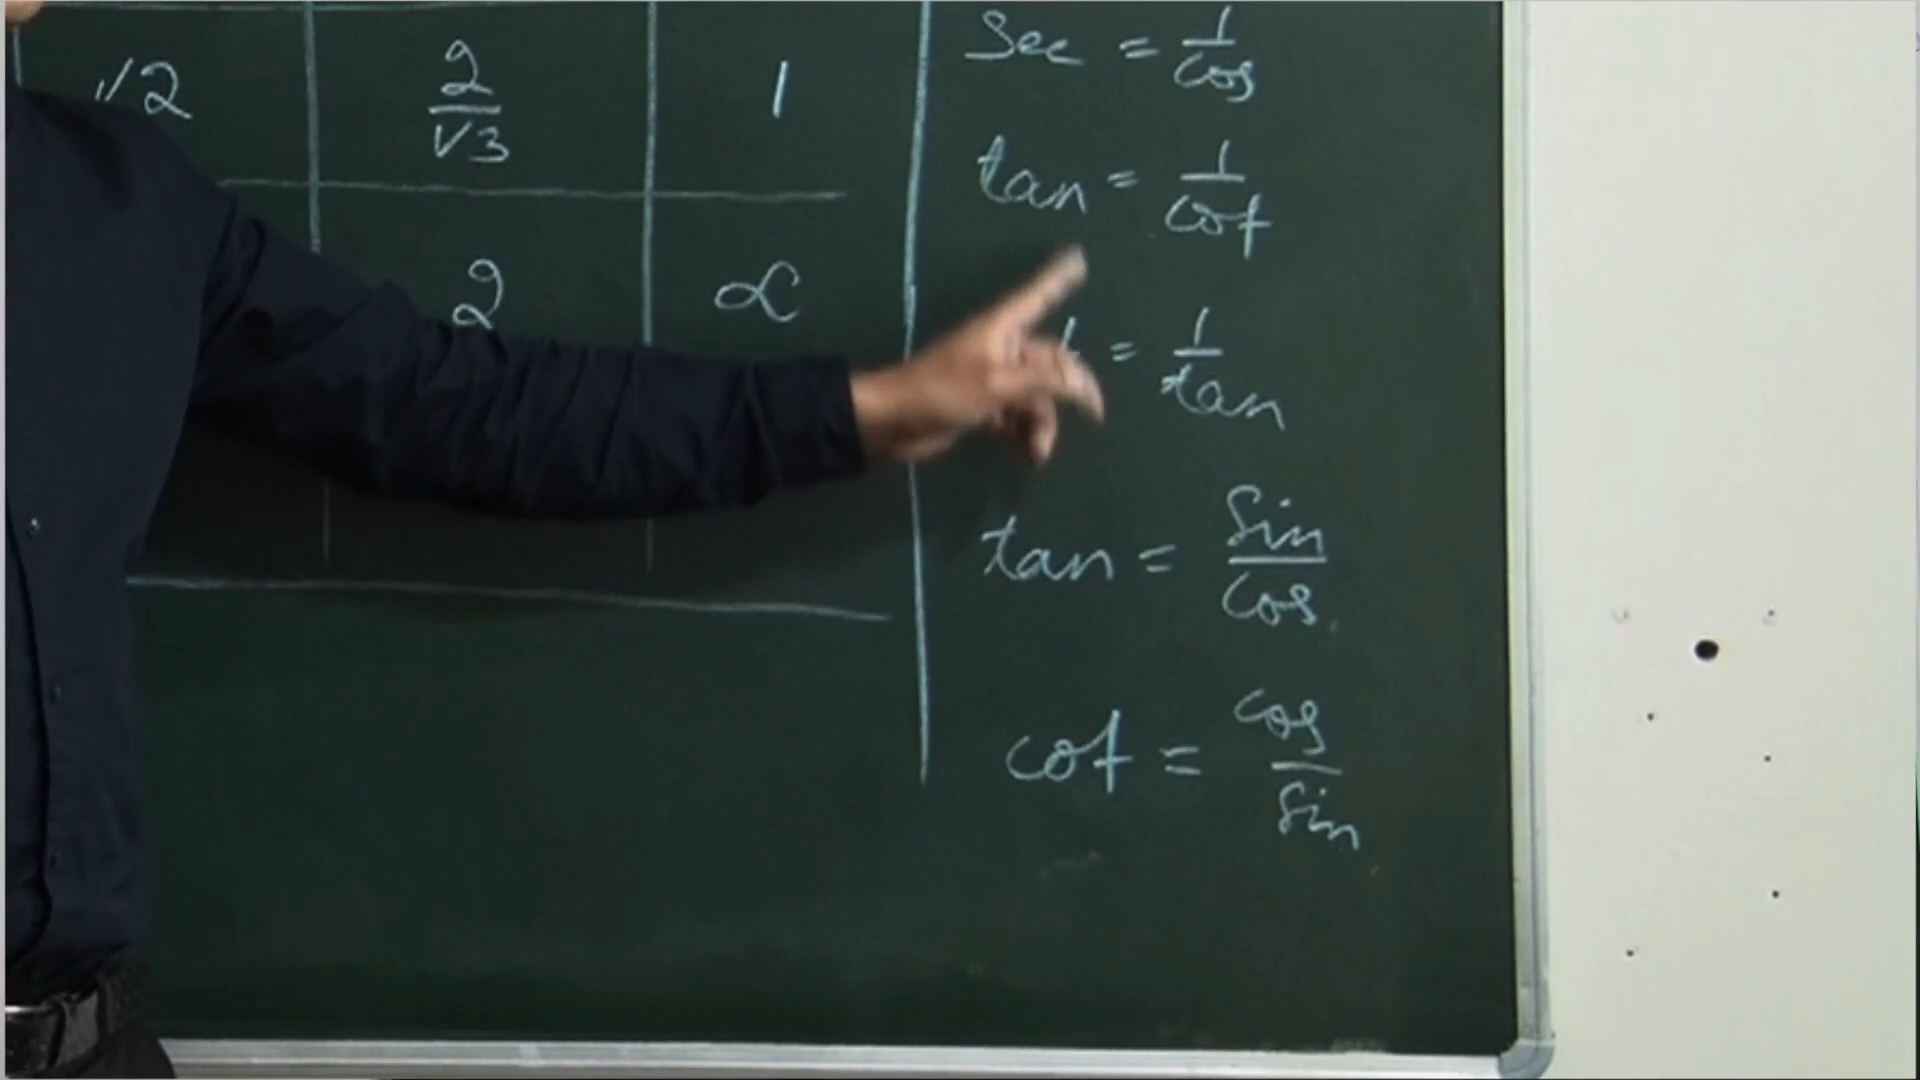 √2 2/√3 1
2 ∝
Sec = 1/cos
tan = 1/cot
= 1/tan
tan = Sin/Cos
cot = cos/Sin